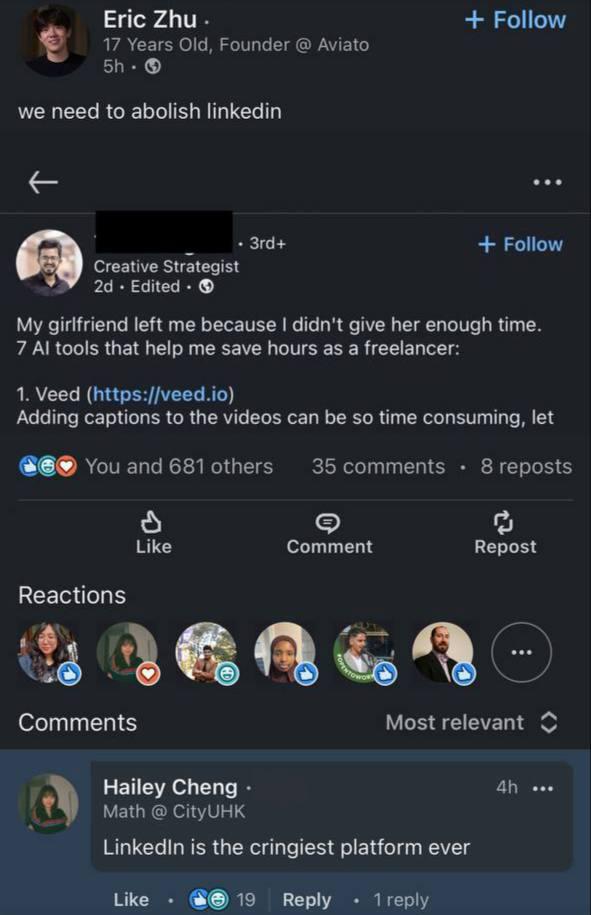 Eric Zhu ·
+ Follow
17 Years Old, Founder @ Aviato
5h ·
we need to abolish linkedin
· 3rd+
+ Follow
Creative Strategist
2d · Edited ·
My girlfriend left me because I didn't give her enough time.
7 AI tools that help me save hours as a freelancer:
1. Veed (https://veed.io)
Adding captions to the videos can be so time consuming, let
You and 681 others 35 comments · 8 reposts
Like Comment Repost
Reactions
#OPENTOWORK
Comments Most relevant
Hailey Cheng · 4h
Math @ CityUHK
LinkedIn is the cringiest platform ever
Like · 19 Reply · 1 reply